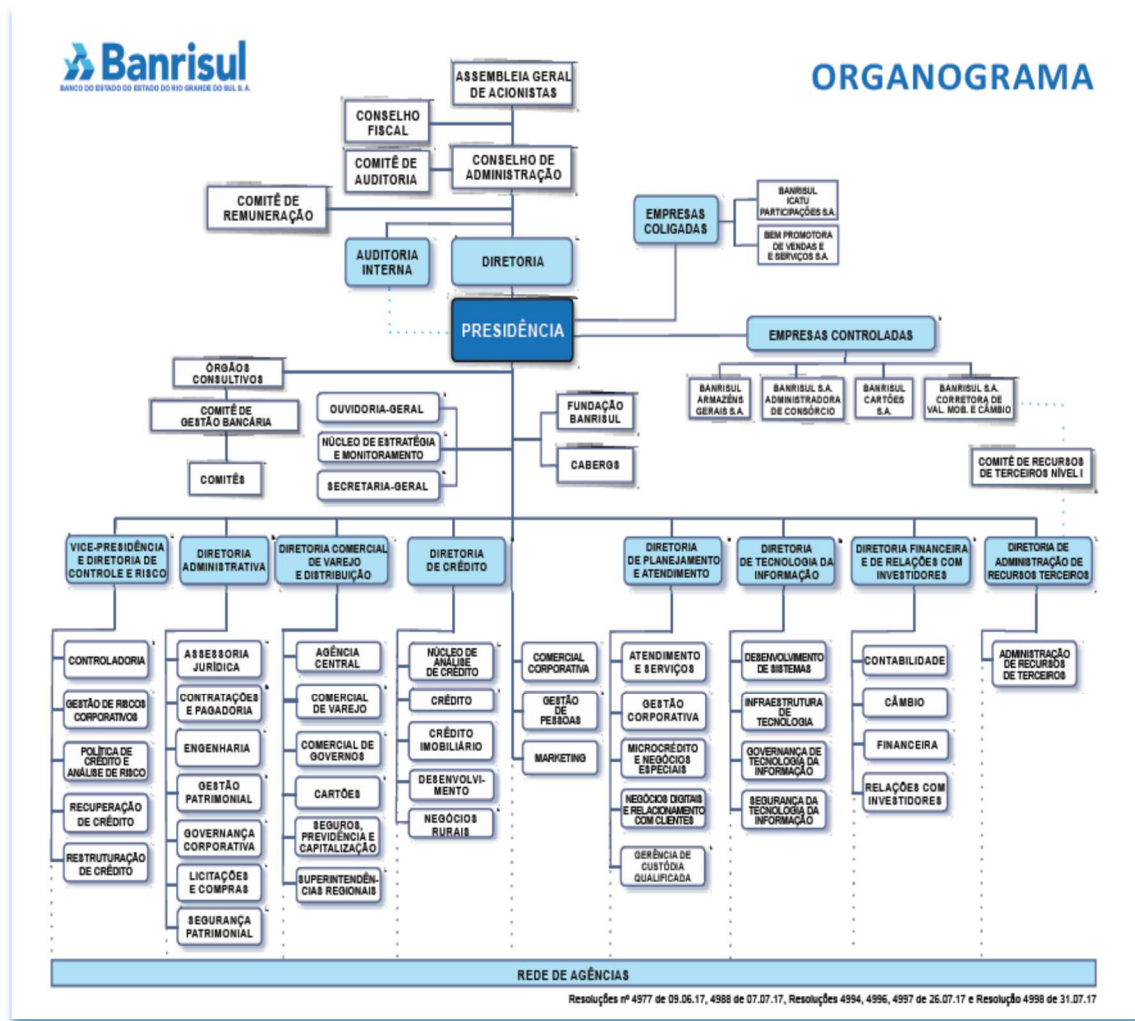 Banrisul
BANCO DO ESTADO DO ESTADO DO RIO GRANDE DO SUL S. A.
ORGANOGRAMA
ASSEMBLEIA GERAL
DE ACIONISTAS
CONSELHO
FISCAL
COMITÊ DE
AUDITORIA
CONSELHO DE
ADMINISTRAÇÃO
COMITÊ DE
REMUNERAÇÃO
AUDITORIA
INTERNA
DIRETORIA
EMPRESAS
COLIGADAS
BANRISUL
ICATU
PARTICIPAÇÕES S.A.
BEM PROMOTORA
DE VENDAS E
E SERVIÇOS S.A.
PRESIDÊNCIA
EMPRESAS CONTROLADAS
BANRISUL
ARMAZÉNS
GERAIS S.A.
BANRISUL S.A.
ADMINISTRADORA
DE CONSÓRCIO
BANRISUL
CARTÕES
S.A.
BANRISUL S.A.
CORRETORA DE
VAL. MOB. E CÂMBIO
ÓRGÃOS
CONSULTIVOS
COMITÊ DE
GESTÃO BANCÁRIA
COMITÊS
OUVIDORIA-GERAL
NÚCLEO DE ESTRATÉGIA
E MONITORAMENTO
SECRETARIA-GERAL
FUNDAÇÃO
BANRISUL
CABERGS
COMITÊ DE RECURSOS
DE TERCEIROS NÍVEL I
VICE-PRESIDÊNCIA
E DIRETORIA DE
CONTROLE E RISCO
DIRETORIA
ADMINISTRATIVA
DIRETORIA COMERCIAL
DE VAREJO
E DISTRIBUIÇÃO
DIRETORIA
DE CRÉDITO
DIRETORIA
DE PLANEJAMENTO
E ATENDIMENTO
DIRETORIA
DE TECNOLOGIA DA
INFORMAÇÃO
DIRETORIA FINANCEIRA
E DE RELAÇÕES COM
INVESTIDORES
DIRETORIA DE
ADMINISTRAÇÃO DE
RECURSOS TERCEIROS
CONTROLADORIA
GESTÃO DE RISCOS
CORPORATIVOS
POLÍTICA DE
CRÉDITO E
ANÁLISE DE RISCO
RECUPERAÇÃO
DE CRÉDITO
RESTRUTURAÇÃO
DE CRÉDITO
ASSESSORIA
JURÍDICA
CONTRATAÇÕES
E PAGADORIA
ENGENHARIA
GESTÃO
PATRIMONIAL
GOVERNANÇA
CORPORATIVA
LICITAÇÕES
E COMPRAS
SEGURANÇA
PATRIMONIAL
AGÊNCIA
CENTRAL
COMERCIAL
DE VAREJO
COMERCIAL DE
GOVERNOS
CARTÕES
SEGUROS,
PREVIDÊNCIA E
CAPITALIZAÇÃO
SUPERINTENDÊN-
CIAS REGIONAIS
NÚCLEO DE
ANÁLISE
DE CRÉDITO
CRÉDITO
CRÉDITO
IMOBILIÁRIO
DESENVOLVI-
MENTO
NEGÓCIOS
RURAIS
COMERCIAL
CORPORATIVA
GESTÃO
DE
PESSOAS
MARKETING
ATENDIMENTO
E SERVIÇOS
GESTÃO
CORPORATIVA
MICROCRÉDITO
E NEGÓCIOS
ESPECIAIS
NEGÓCIOS DIGITAIS
E RELACIONAMENTO
COM CLIENTES
GERÊNCIA DE
CUSTÓDIA
QUALIFICADA
DESENVOLVIMENTO
DE SISTEMAS
INFRAESTRUTURA
DE
TECNOLOGIA
GOVERNANÇA DE
TECNOLOGIA DA
INFORMAÇÃO
SEGURANÇA DA
TECNOLOGIA DA
INFORMAÇÃO
CONTABILIDADE
CÂMBIO
FINANCEIRA
RELAÇÕES COM
INVESTIDORES
ADMINISTRAÇÃO
DE RECURSOS
DE TERCEIROS
REDE DE AGÊNCIAS
Resoluções nº 4977 de 09.06.17, 4988 de 07.07.17, Resoluções 4994, 4996, 4997 de 26.07.17 e Resolução 4998 de 31.07.17